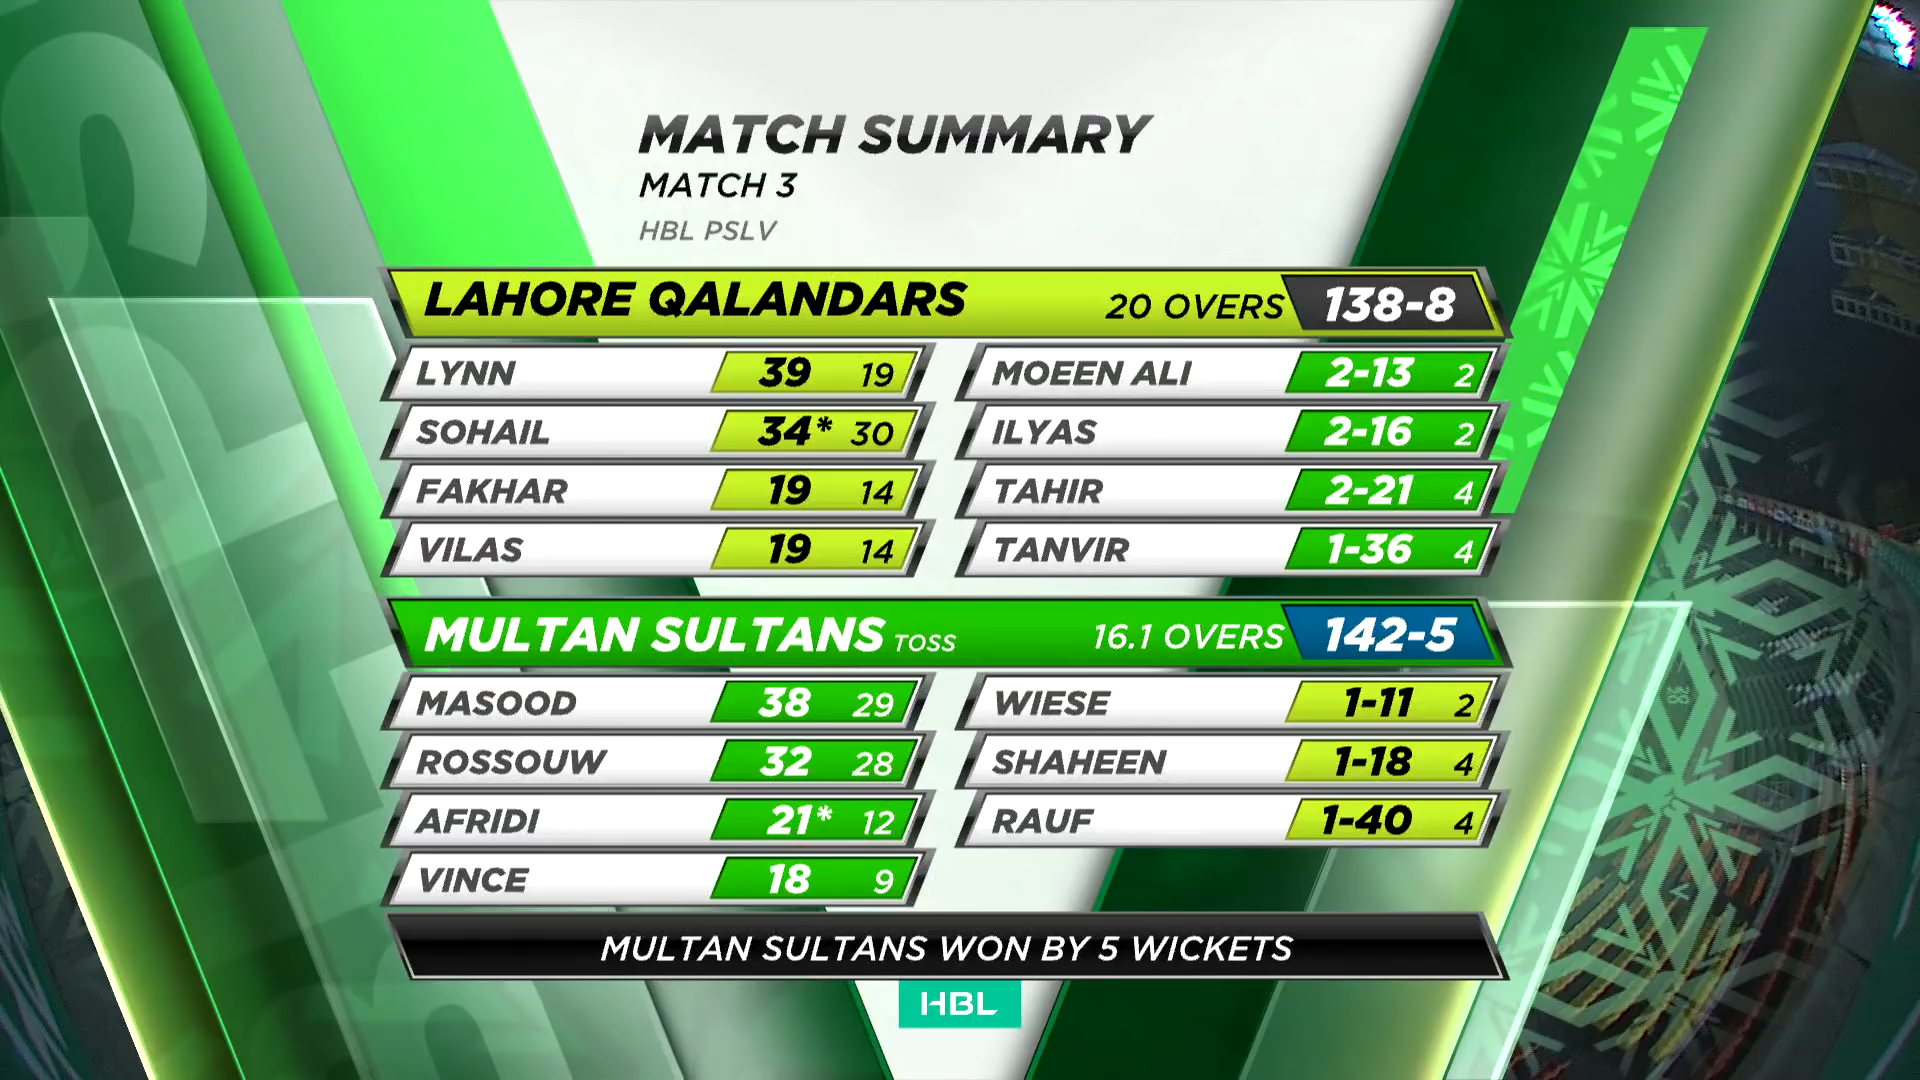 MATCH SUMMARY
MATCH 3
HBL PSLV
LAHORE QALANDARS 20 OVERS 138-8
LYNN 39 19 MOEEN ALI 2-13 2
SOHAIL 34* 30 ILYAS 2-16 2
FAKHAR 19 14 TAHIR 2-21 4
VILAS 19 14 TANVIR 1-36 4
MULTAN SULTANS TOSS 16.1 OVERS 142-5
MASOOD 38 29 WIESE 1-11 2
ROSSOUW 32 28 SHAHEEN 1-18 4
AFRIDI 21* 12 RAUF 1-40 4
VINCE 18 9
MULTAN SULTANS WON BY 5 WICKETS
HBL